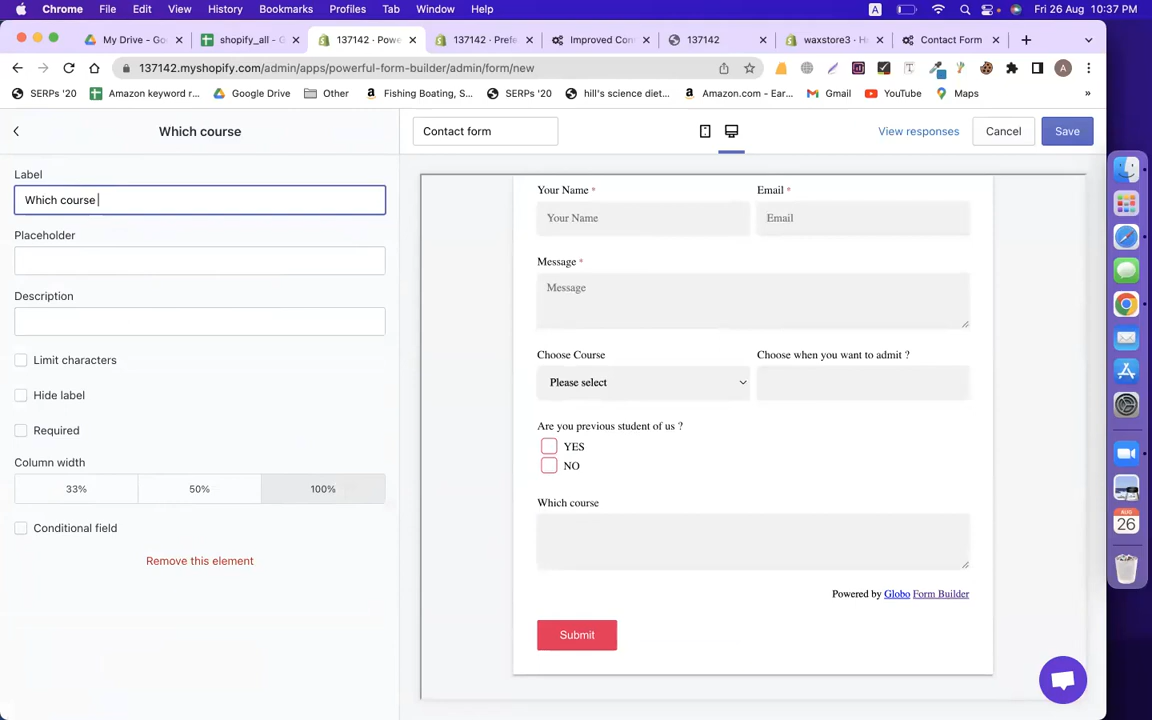 Chrome File Edit View History Bookmarks Profiles Tab Window Help A Fri 26 Aug 10:37 PM
My Drive - Go shopify_all - G 137142 · Powe 137142 · Prefe Improved Con 137142 waxstore3 · H Contact Form
137142.myshopify.com/admin/apps/powerful-form-builder/admin/form/new A
SERPs '20 Amazon keyword r... Google Drive Other Fishing Boating, S... SERPs '20 hill's science diet... Amazon.com - Ear... Gmail YouTube Maps »
Which course
Contact form
View responses
Cancel
Save
Label
Which course
Placeholder
Description
Limit characters
Hide label
Required
Column width
33% 50% 100%
Conditional field
Remove this element
Your Name * Email *
Your Name Email
Message *
Message
Choose Course Choose when you want to admit ?
Please select
Are you previous student of us ?
YES
NO
Which course
Powered by Globo Form Builder
Submit
AUG
26